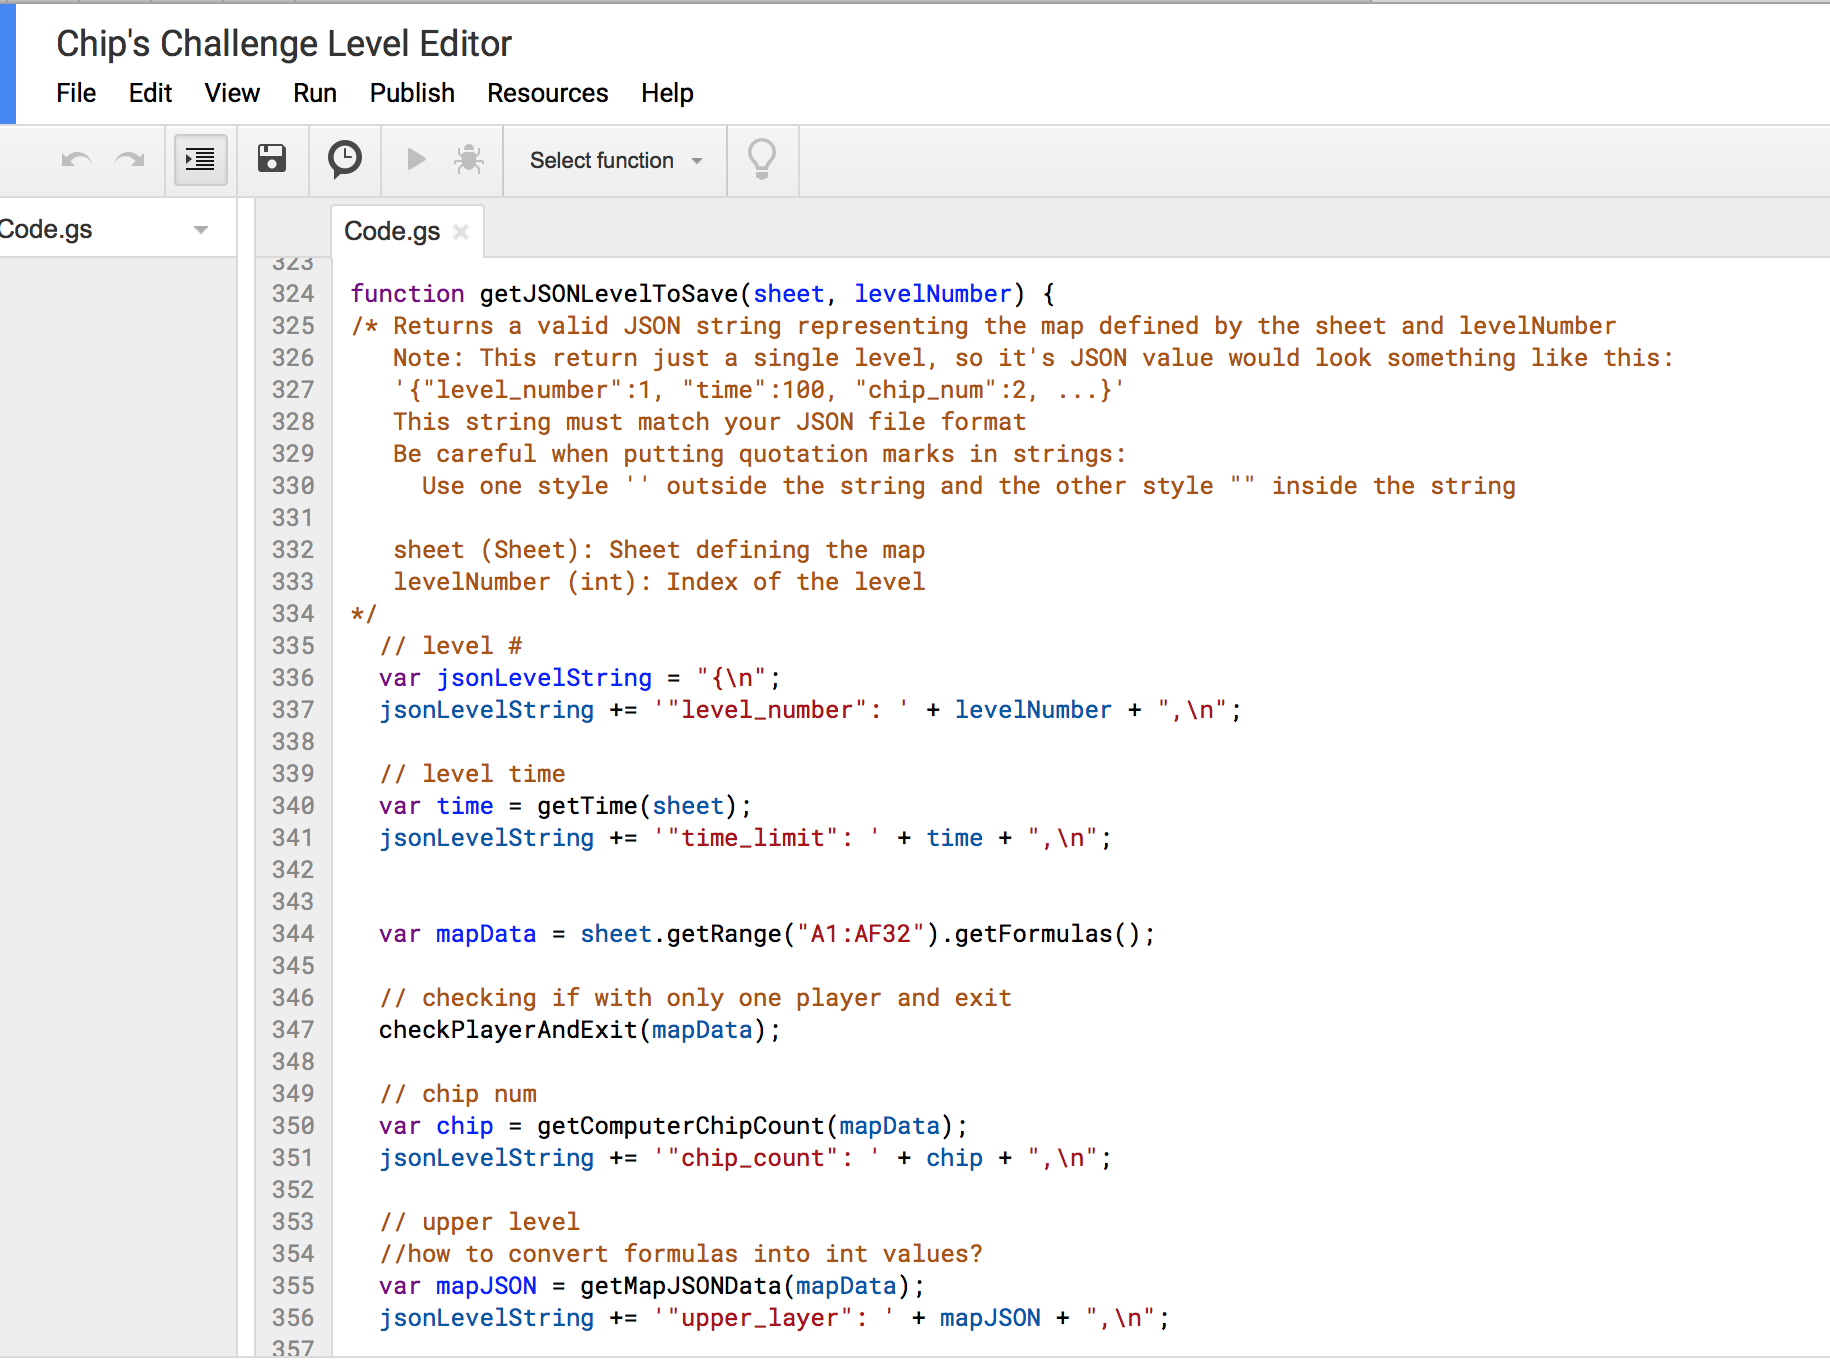 Chip's Challenge Level Editor
File Edit View Run Publish Resources Help
Select function
Code.gs
Code.gs
323
324 function getJSONLevelToSave(sheet, levelNumber) {
325 /* Returns a valid JSON string representing the map defined by the sheet and levelNumber
326 Note: This return just a single level, so it's JSON value would look something like this:
327 '{"level_number":1, "time":100, "chip_num":2, ...}'
328 This string must match your JSON file format
329 Be careful when putting quotation marks in strings:
330 Use one style '' outside the string and the other style "" inside the string
331
332 sheet (Sheet): Sheet defining the map
333 levelNumber (int): Index of the level
334 */
335 // level #
336 var jsonLevelString = "{\n";
337 jsonLevelString += '"level_number": ' + levelNumber + ",\n";
338
339 // level time
340 var time = getTime(sheet);
341 jsonLevelString += '"time_limit": ' + time + ",\n";
342
343
344 var mapData = sheet.getRange("A1:AF32").getFormulas();
345
346 // checking if with only one player and exit
347 checkPlayerAndExit(mapData);
348
349 // chip num
350 var chip = getComputerChipCount(mapData);
351 jsonLevelString += '"chip_count": ' + chip + ",\n";
352
353 // upper level
354 //how to convert formulas into int values?
355 var mapJSON = getMapJSONData(mapData);
356 jsonLevelString += '"upper_layer": ' + mapJSON + ",\n";
357